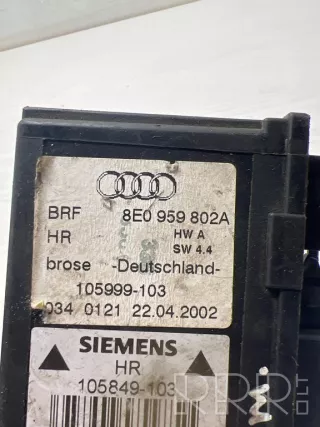 BRF 8E0 959 802A
HR HW A
SW 4.4
brose -Deutschland-
105999-103
034 0121 22.04.2002
SIEMENS
HR
105849-103
RRR